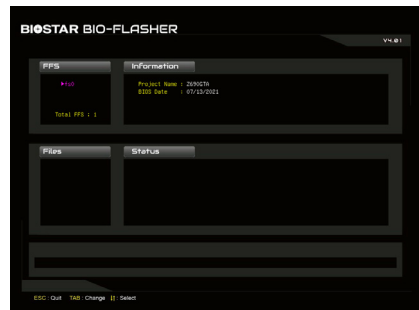 BIOSTAR BIO-FLASHER
V4.01
FFS
Information
fs0
Project Name : Z690GTA
BIOS Date : 07/13/2021
Total FFS : 1
Files
Status
ESC : Quit TAB : Change ↕ : Select